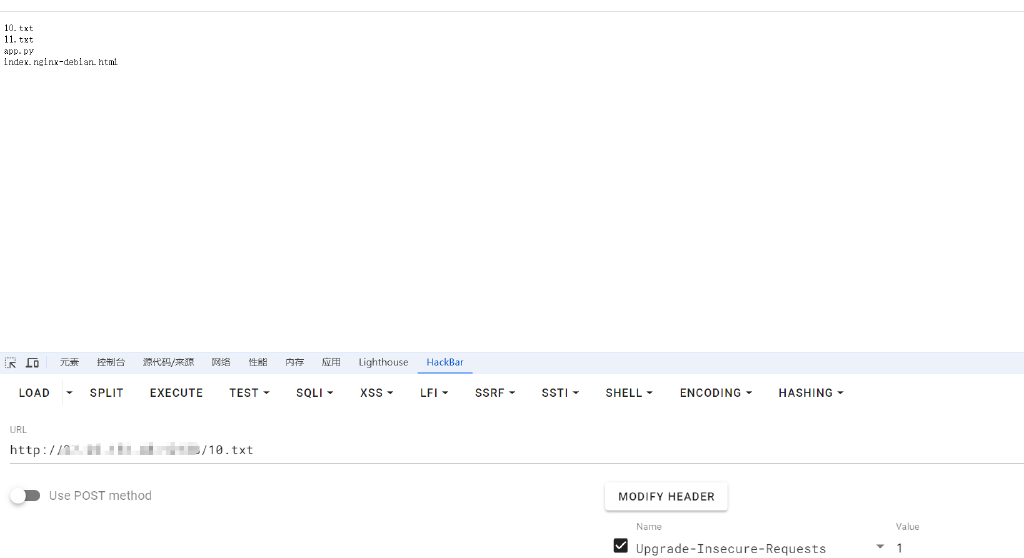 10.txt
11.txt
app.py
index.nginx-debian.html
元素 控制台 源代码/来源 网络 性能 内存 应用 Lighthouse HackBar
LOAD SPLIT EXECUTE TEST SQLI XSS LFI SSRF SSTI SHELL ENCODING HASHING
URL
http:// /10.txt
Use POST method
MODIFY HEADER
Name Value
Upgrade-Insecure-Requests 1